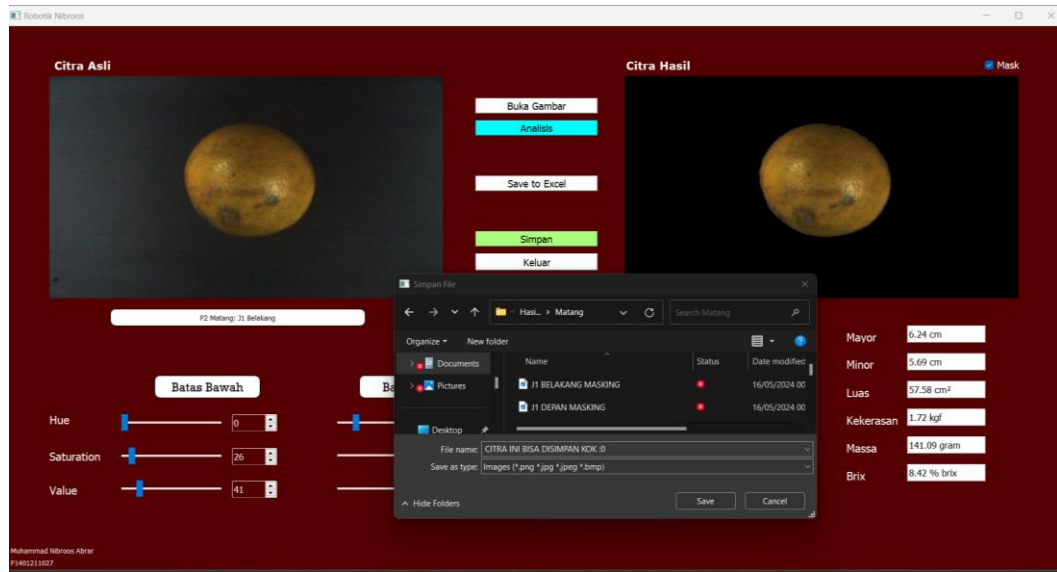 Robotik Nibroos
Citra Asli
Citra Hasil
Mask
Buka Gambar
Analisis
Save to Excel
Simpan
Keluar
P2 Matang: J1 Belakang
Batas Bawah
Ba
Hue
0
Saturation
26
Value
41
Simpan File
Hasi... > Matang
Search Matang
Organize
New folder
Documents
Pictures
Desktop
Name
Status
Date modified
J1 BELAKANG MASKING
16/05/2024 00
J1 DEPAN MASKING
16/05/2024 00
File name: CITRA INI BISA DISIMPAN KOK :0
Save as type: Images (*.png *.jpg *.jpeg *.bmp)
Hide Folders
Save
Cancel
Mayor 6.24 cm
Minor 5.69 cm
Luas 57.58 cm²
Kekerasan 1.72 kgf
Massa 141.09 gram
Brix 8.42 % brix
Muhammad Nibroos Abrar
F1401211027